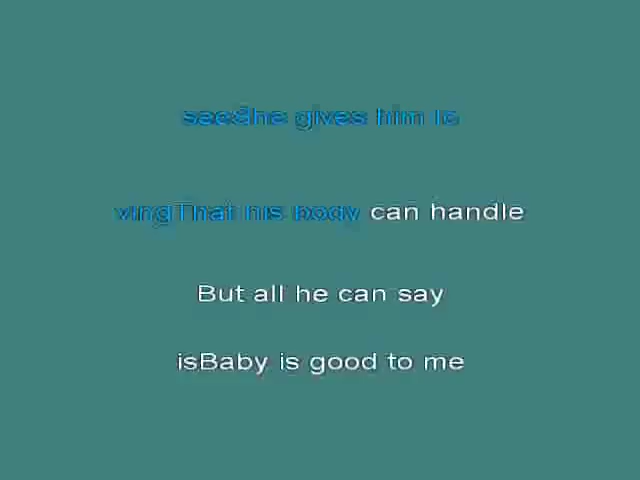 seeShe gives him lo
vingThat his body can handle
But all he can say
isBaby is good to me